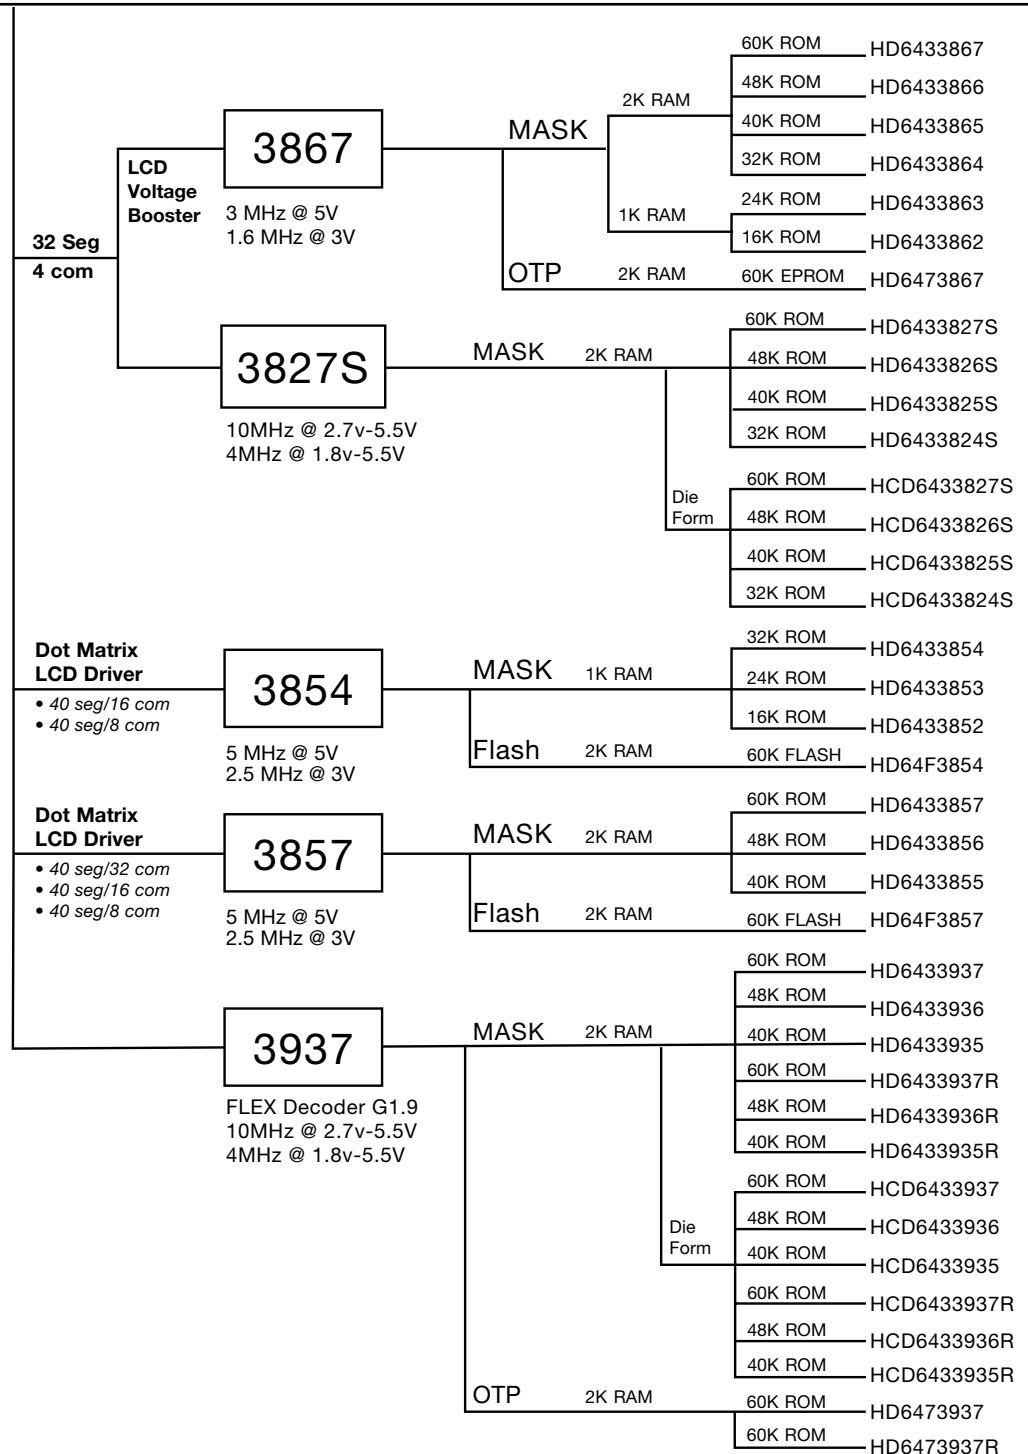 60K ROM HD6433867
48K ROM HD6433866
2K RAM
MASK
40K ROM HD6433865
3867
32K ROM HD6433864
LCD
Voltage
Booster
24K ROM HD6433863
3 MHz @ 5V
1.6 MHz @ 3V
1K RAM
16K ROM HD6433862
32 Seg
4 com
OTP 2K RAM 60K EPROM HD6473867
60K ROM HD6433827S
3827S
MASK 2K RAM 48K ROM HD6433826S
40K ROM HD6433825S
10MHz @ 2.7v-5.5V
4MHz @ 1.8v-5.5V
32K ROM HD6433824S
60K ROM HCD6433827S
Die
Form
48K ROM HCD6433826S
40K ROM HCD6433825S
32K ROM HCD6433824S
Dot Matrix
LCD Driver
• 40 seg/16 com
• 40 seg/8 com
3854
5 MHz @ 5V
2.5 MHz @ 3V
MASK 1K RAM
32K ROM HD6433854
24K ROM HD6433853
16K ROM HD6433852
Flash 2K RAM 60K FLASH HD64F3854
Dot Matrix
LCD Driver
• 40 seg/32 com
• 40 seg/16 com
• 40 seg/8 com
3857
5 MHz @ 5V
2.5 MHz @ 3V
MASK 2K RAM
60K ROM HD6433857
48K ROM HD6433856
40K ROM HD6433855
Flash 2K RAM 60K FLASH HD64F3857
3937
FLEX Decoder G1.9
10MHz @ 2.7v-5.5V
4MHz @ 1.8v-5.5V
MASK 2K RAM
60K ROM HD6433937
48K ROM HD6433936
40K ROM HD6433935
60K ROM HD6433937R
48K ROM HD6433936R
40K ROM HD6433935R
Die
Form
60K ROM HCD6433937
48K ROM HCD6433936
40K ROM HCD6433935
60K ROM HCD6433937R
48K ROM HCD6433936R
40K ROM HCD6433935R
OTP 2K RAM
60K ROM HD6473937
60K ROM HD6473937R